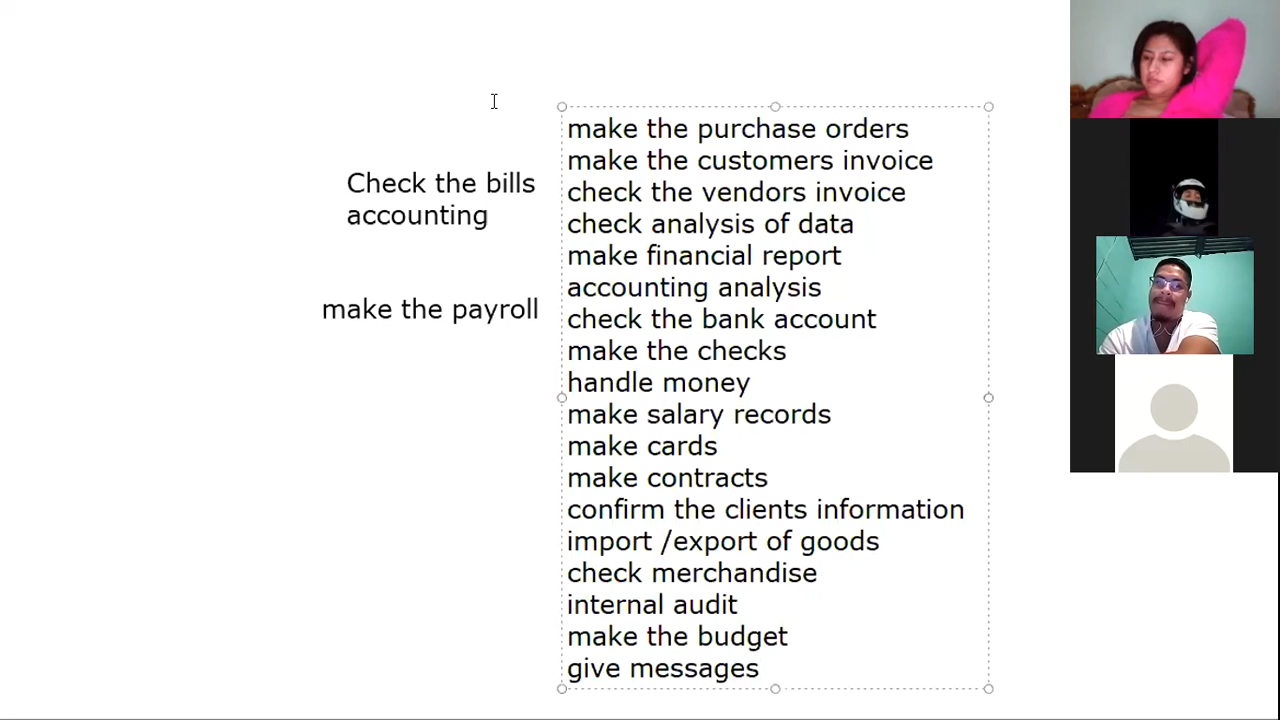 Check the bills
accounting
make the payroll
make the purchase orders
make the customers invoice
check the vendors invoice
check analysis of data
make financial report
accounting analysis
check the bank account
make the checks
handle money
make salary records
make cards
make contracts
confirm the clients information
import /export of goods
check merchandise
internal audit
make the budget
give messages